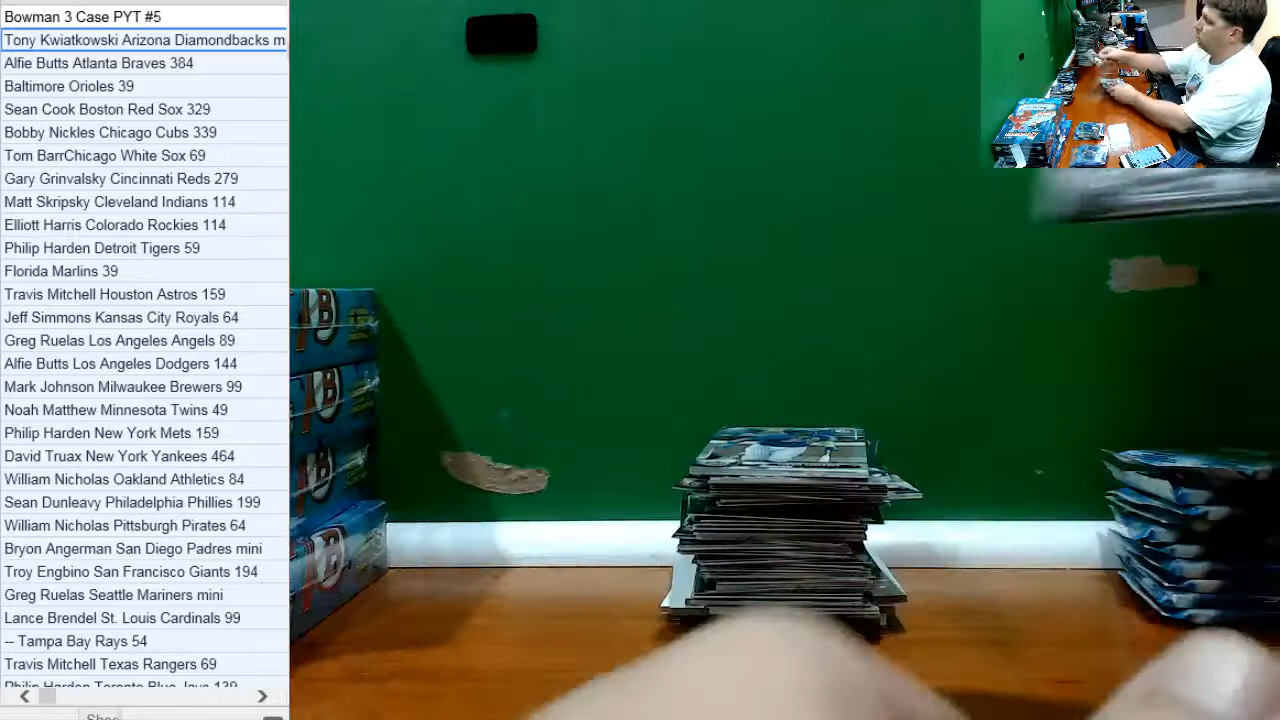 Bowman 3 Case PYT #5
Tony Kwiatkowski Arizona Diamondbacks m
Alfie Butts Atlanta Braves 384
Baltimore Orioles 39
Sean Cook Boston Red Sox 329
Bobby Nickles Chicago Cubs 339
Tom BarrChicago White Sox 69
Gary Grinvalsky Cincinnati Reds 279
Matt Skripsky Cleveland Indians 114
Elliott Harris Colorado Rockies 114
Philip Harden Detroit Tigers 59
Florida Marlins 39
Travis Mitchell Houston Astros 159
Jeff Simmons Kansas City Royals 64
Greg Ruelas Los Angeles Angels 89
Alfie Butts Los Angeles Dodgers 144
Mark Johnson Milwaukee Brewers 99
Noah Matthew Minnesota Twins 49
Philip Harden New York Mets 159
David Truax New York Yankees 464
William Nicholas Oakland Athletics 84
Sean Dunleavy Philadelphia Phillies 199
William Nicholas Pittsburgh Pirates 64
Bryon Angerman San Diego Padres mini
Troy Engbino San Francisco Giants 194
Greg Ruelas Seattle Mariners mini
Lance Brendel St. Louis Cardinals 99
-- Tampa Bay Rays 54
Travis Mitchell Texas Rangers 69
Philip Harden Toronto Blue Jays 139
B
B
B
B